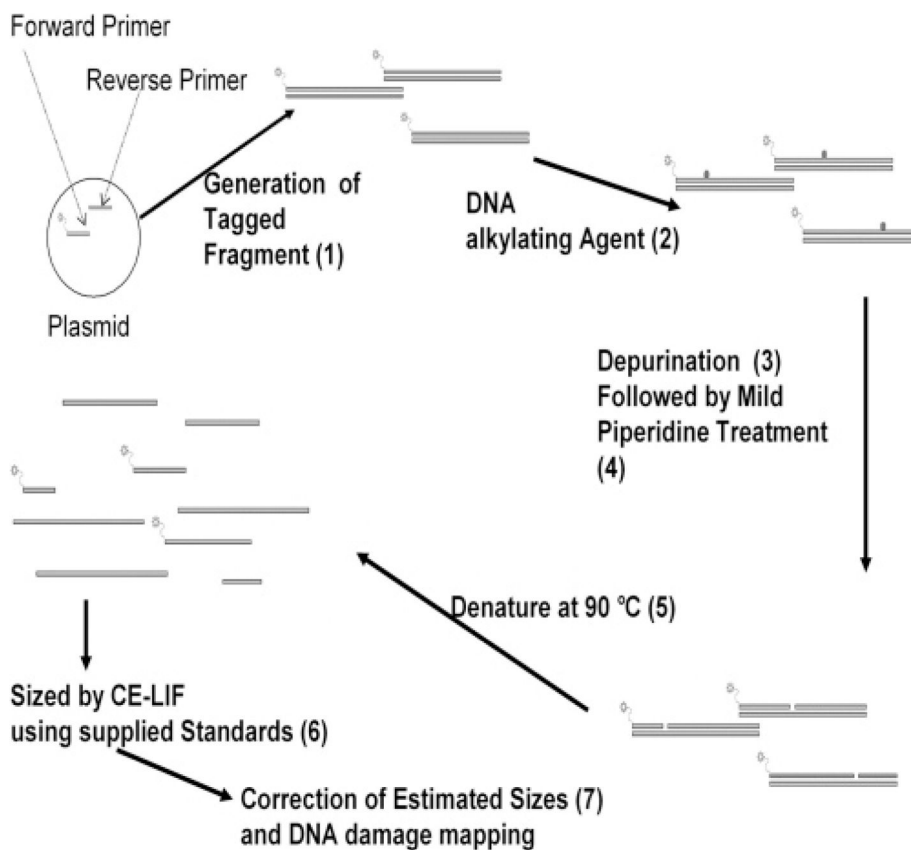 Forward Primer
Reverse Primer
Plasmid
Generation of
Tagged
Fragment (1)
DNA
alkylating Agent (2)
Depurination (3)
Followed by Mild
Piperidine Treatment
(4)
Denature at 90 °C (5)
Sized by CE-LIF
using supplied Standards (6)
Correction of Estimated Sizes (7)
and DNA damage mapping